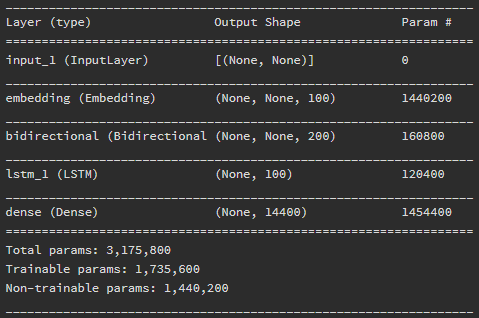 Layer (type) Output Shape Param #
input_1 (InputLayer) [(None, None)] 0
embedding (Embedding) (None, None, 100) 1440200
bidirectional (Bidirectional (None, None, 200) 160800
lstm_1 (LSTM) (None, 100) 120400
dense (Dense) (None, 14400) 1454400
Total params: 3,175,800
Trainable params: 1,735,600
Non-trainable params: 1,440,200